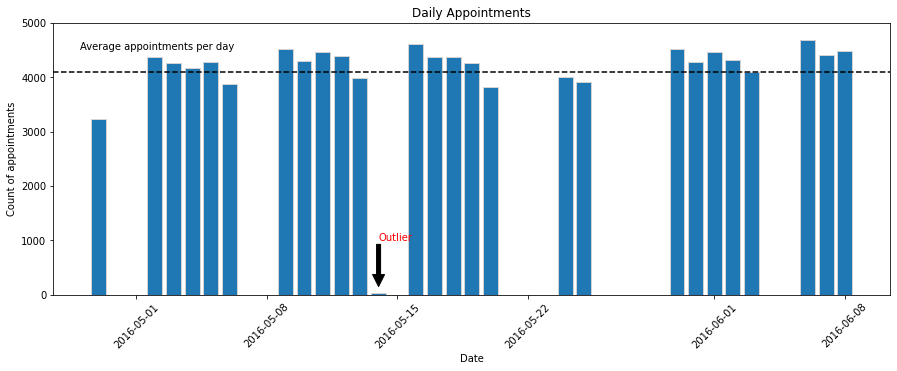 Daily Appointments
5000
4000
3000
2000
1000
0
Count of appointments
Average appointments per day
Outlier
2016-05-01
2016-05-08
2016-05-15
2016-05-22
2016-06-01
2016-06-08
Date